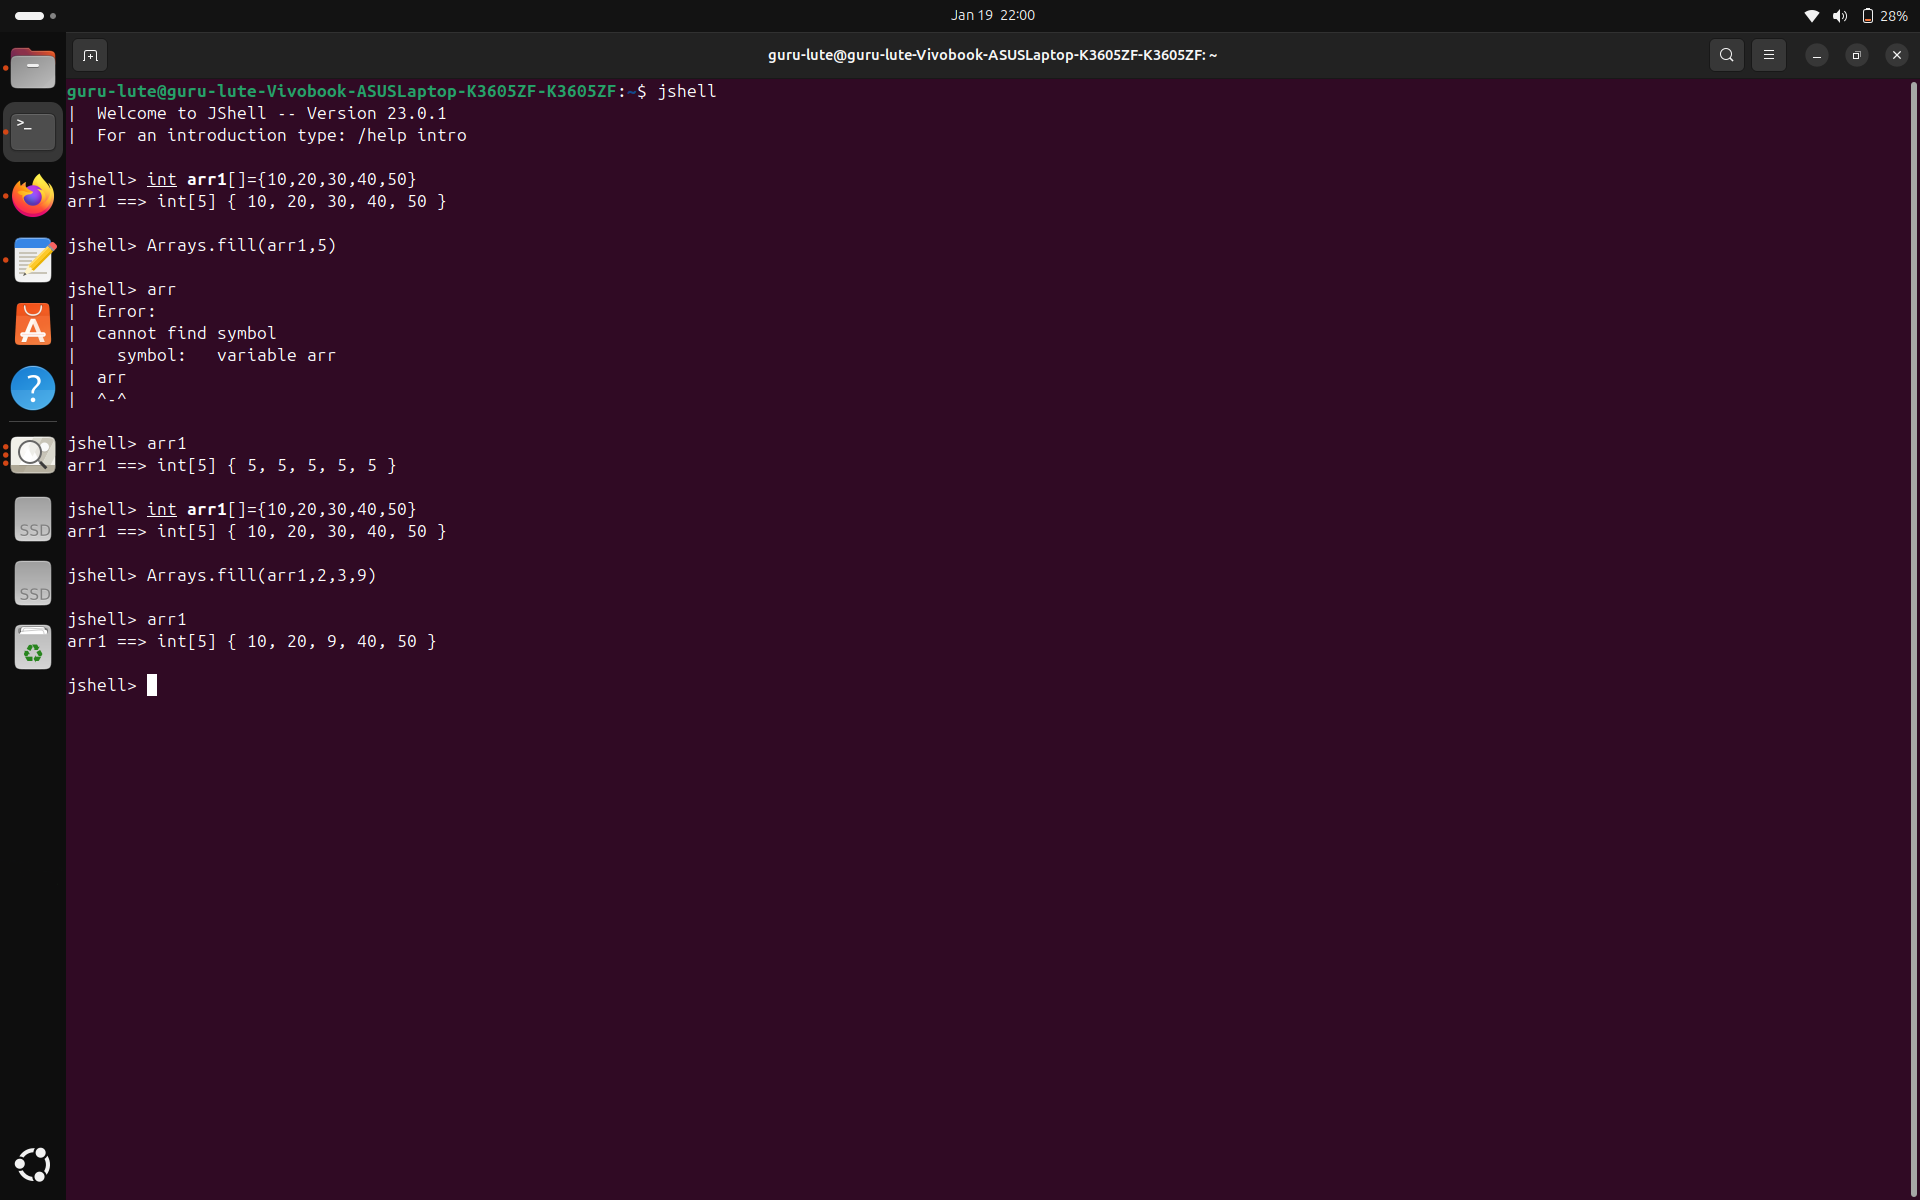 Jan 19 22:00
28%
guru-lute@guru-lute-Vivobook-ASUSLaptop-K3605ZF-K3605ZF: ~
guru-lute@guru-lute-Vivobook-ASUSLaptop-K3605ZF-K3605ZF:~$ jshell
| Welcome to JShell -- Version 23.0.1
| For an introduction type: /help intro
jshell> int arr1[]={10,20,30,40,50}
arr1 ==> int[5] { 10, 20, 30, 40, 50 }
jshell> Arrays.fill(arr1,5)
jshell> arr
| Error:
| cannot find symbol
|   symbol:   variable arr
| arr
| ^-^
jshell> arr1
arr1 ==> int[5] { 5, 5, 5, 5, 5 }
jshell> int arr1[]={10,20,30,40,50}
arr1 ==> int[5] { 10, 20, 30, 40, 50 }
jshell> Arrays.fill(arr1,2,3,9)
jshell> arr1
arr1 ==> int[5] { 10, 20, 9, 40, 50 }
jshell>
>_
A
?
SSD
SSD